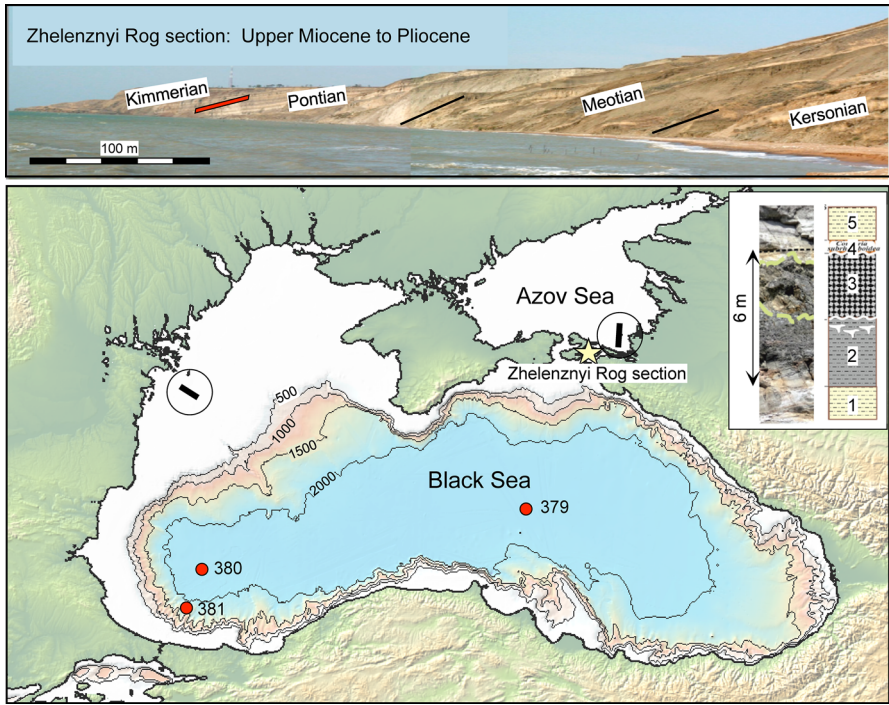 Zhelenznyi Rog section: Upper Miocene to Pliocene
Kimmerian
Pontian
Meotian
Kersonian
100 m
Azov Sea
Zhelenznyi Rog section
500
1000
1500
2000
Black Sea
379
380
381
6 m
5
4
3
2
1